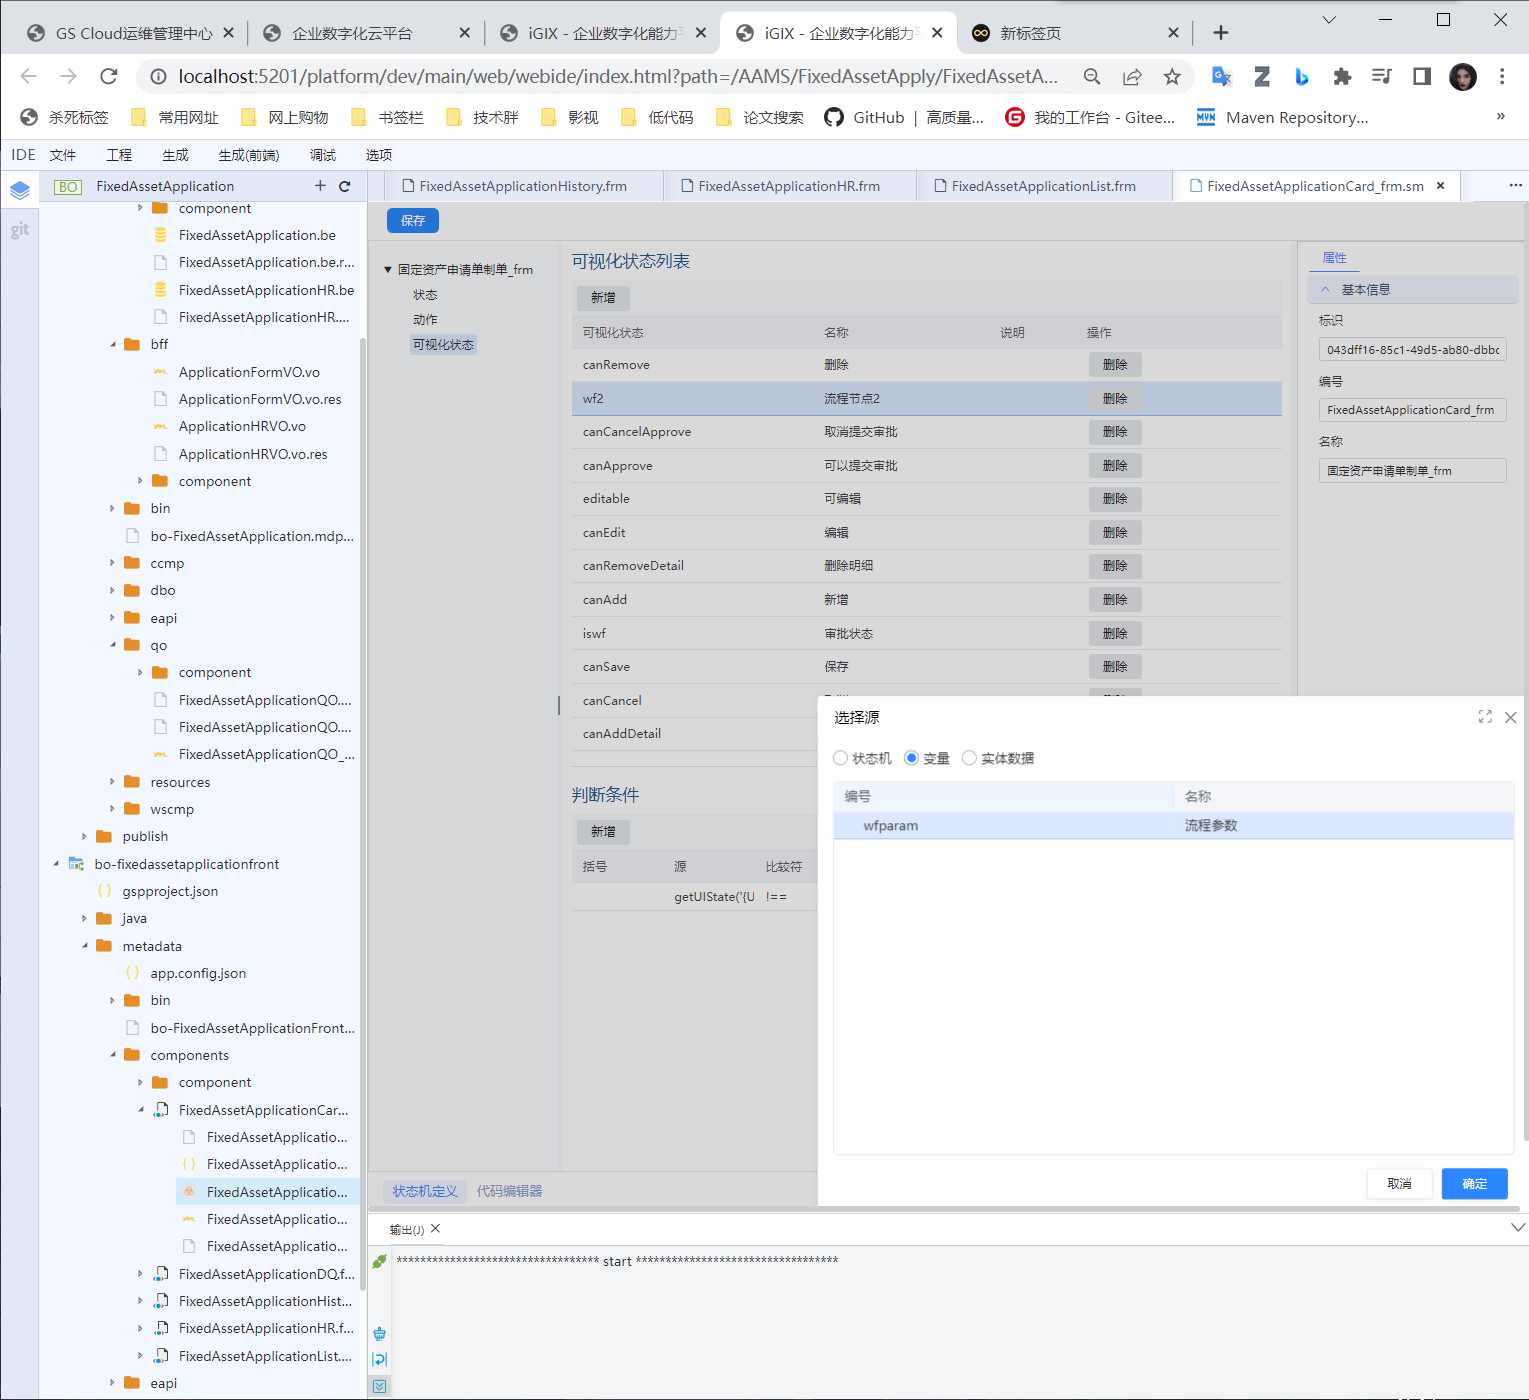 GS Cloud运维管理中心
企业数字化云平台
iGIX - 企业数字化能力
iGIX - 企业数字化能力
新标签页
localhost:5201/platform/dev/main/web/webide/index.html?path=/AAMS/FixedAssetApply/FixedAssetA...
杀死标签 常用网址 网上购物 书签栏 技术胖 影视 低代码 论文搜索 GitHub | 高质量... 我的工作台 - Gitee... Maven Repository... »
IDE 文件 工程 生成 生成(前端) 调试 选项
BO FixedAssetApplication
FixedAssetApplicationHistory.frm
FixedAssetApplicationHR.frm
FixedAssetApplicationList.frm
FixedAssetApplicationCard_frm.sm
git
component
FixedAssetApplication.be
FixedAssetApplication.be.r...
FixedAssetApplicationHR.be
FixedAssetApplicationHR....
bff
ApplicationFormVO.vo
ApplicationFormVO.vo.res
ApplicationHRVO.vo
ApplicationHRVO.vo.res
component
bin
bo-FixedAssetApplication.mdp...
ccmp
dbo
eapi
qo
component
FixedAssetApplicationQO....
FixedAssetApplicationQO....
FixedAssetApplicationQO_...
resources
wscmp
publish
bo-fixedassetapplicationfront
gspproject.json
java
metadata
app.config.json
bin
bo-FixedAssetApplicationFront...
components
component
FixedAssetApplicationCar...
FixedAssetApplicatio...
FixedAssetApplicatio...
FixedAssetApplicatio...
FixedAssetApplicatio...
FixedAssetApplicatio...
FixedAssetApplicationDQ.f...
FixedAssetApplicationHist...
FixedAssetApplicationHR.f...
FixedAssetApplicationList....
eapi
保存
固定资产申请单制单_frm
状态
动作
可视化状态
可视化状态列表
新增
可视化状态 名称 说明 操作
canRemove 删除 删除
wf2 流程节点2 删除
canCancelApprove 取消提交审批 删除
canApprove 可以提交审批 删除
editable 可编辑 删除
canEdit 编辑 删除
canRemoveDetail 删除明细 删除
canAdd 新增 删除
iswf 审批状态 删除
canSave 保存 删除
canCancel
canAddDetail
判断条件
新增
括号 源 比较符
getUIState('{U !==
属性
基本信息
标识
043dff16-85c1-49d5-ab80-dbbc
编号
FixedAssetApplicationCard_frm
名称
固定资产申请单制单_frm
选择源
状态机 变量 实体数据
编号 名称
wfparam 流程参数
取消 确定
状态机定义 代码编辑器
输出(J)
********************************** start **********************************